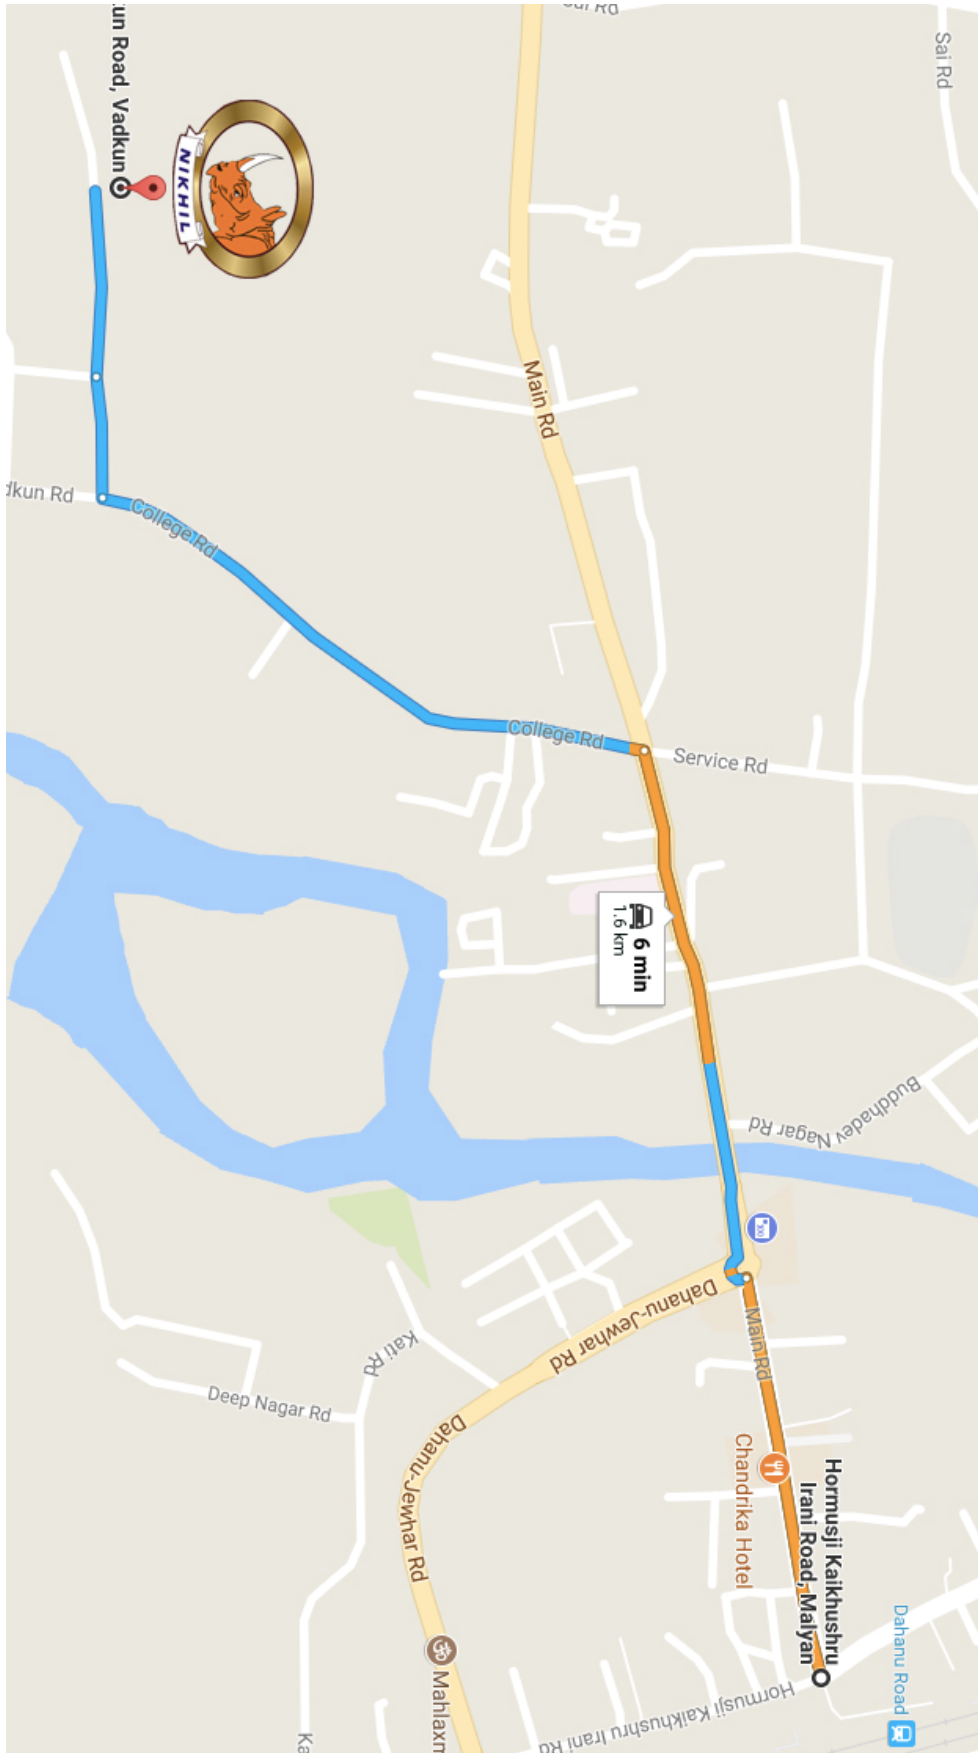 Sai Rd
Dahanu Road
Buddhadev Nagar Rd
Hormusji Kaikhushru
Irani Road, Malyan
Service Rd
Main Rd
Chandrika Hotel
Hormusji Kaikhushru Irani Rd
Main Rd
6 min
1.6 km
College Rd
Dahanu-Jewhar Rd
Dahanu-Jewhar Rd
Mahlaxm
Kati Rd
Deep Nagar Rd
Ka
NIKHIL
College Rd
un Road, Vadkun
dkun Rd